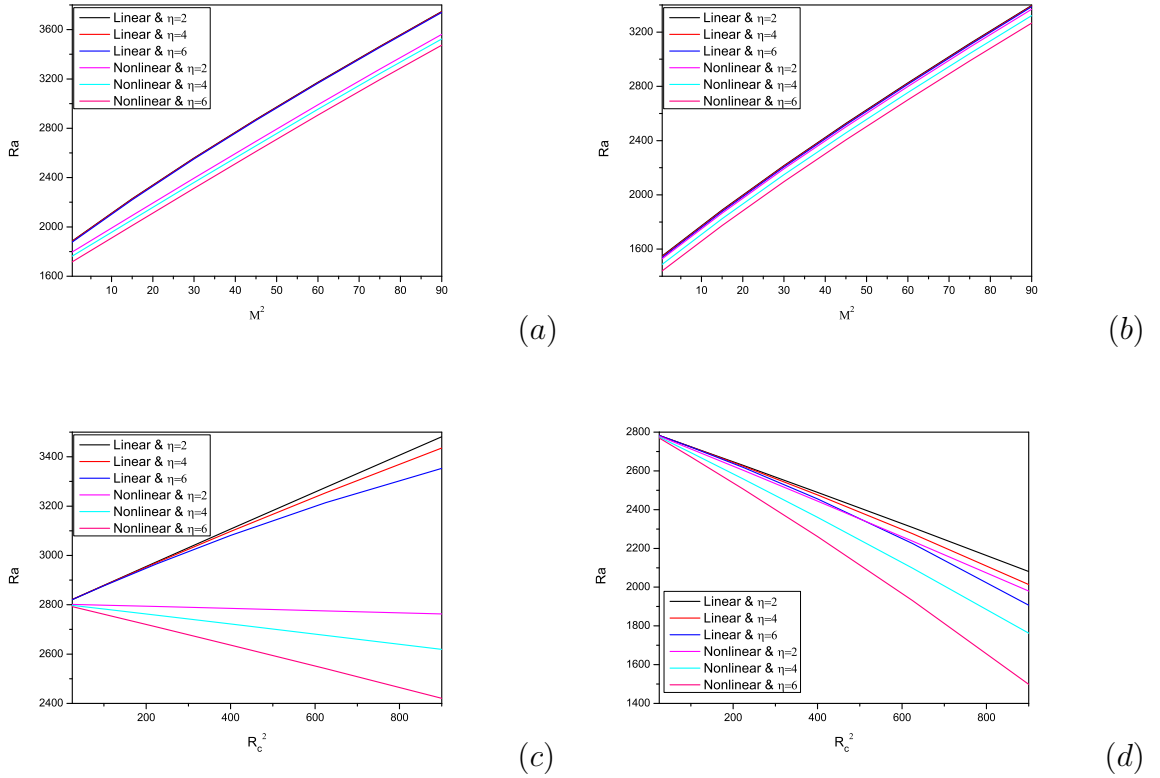 Linear & η=2
Linear & η=4
Linear & η=6
Nonlinear & η=2
Nonlinear & η=4
Nonlinear & η=6
3600
3200
2800
2400
2000
1600
Ra
10 20 30 40 50 60 70 80 90
M²
(a)
Linear & η=2
Linear & η=4
Linear & η=6
Nonlinear & η=2
Nonlinear & η=4
Nonlinear & η=6
3200
2800
2400
2000
1600
Ra
10 20 30 40 50 60 70 80 90
M²
(b)
Linear & η=2
Linear & η=4
Linear & η=6
Nonlinear & η=2
Nonlinear & η=4
Nonlinear & η=6
3400
3200
3000
2800
2600
2400
Ra
200 400 600 800
R_c²
(c)
2800
2600
2400
2200
2000
1800
1600
1400
Ra
Linear & η=2
Linear & η=4
Linear & η=6
Nonlinear & η=2
Nonlinear & η=4
Nonlinear & η=6
200 400 600 800
R_c²
(d)